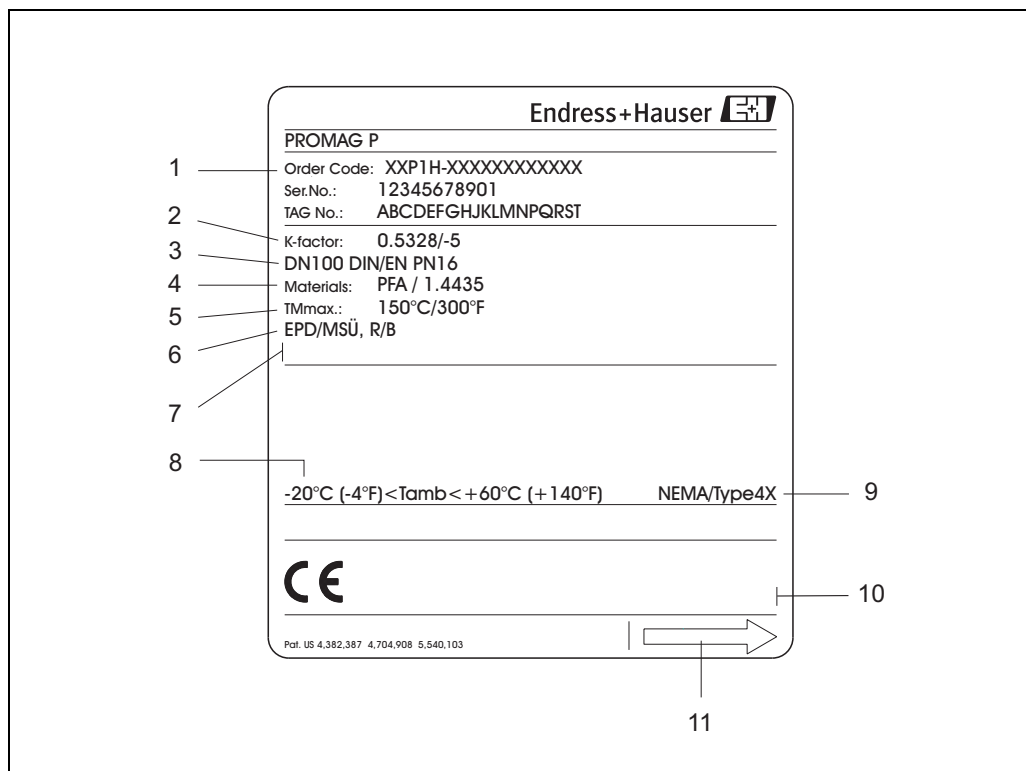 Endress+Hauser
PROMAG P
1
Order Code: XXP1H-XXXXXXXXXXXX
Ser.No.: 12345678901
TAG No.: ABCDEFGHJKLMNPQRST
2
K-factor: 0.5328/-5
3
DN100 DIN/EN PN16
4
Materials: PFA / 1.4435
5
TMmax.: 150°C/300°F
6
EPD/MSÜ, R/B
7
8
-20°C (-4°F)<Tamb<+60°C (+140°F) NEMA/Type4X 9
CE
10
Pat. US 4,382,387 4,704,908 5,540,103
11